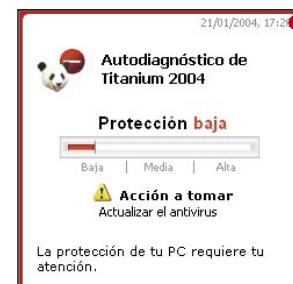 21/01/2004, 17:28
Autodiagnóstico de
Titanium 2004
Protección baja
Baja | Media | Alta
Acción a tomar
Actualizar el antivirus
La protección de tu PC requiere tu
atención.